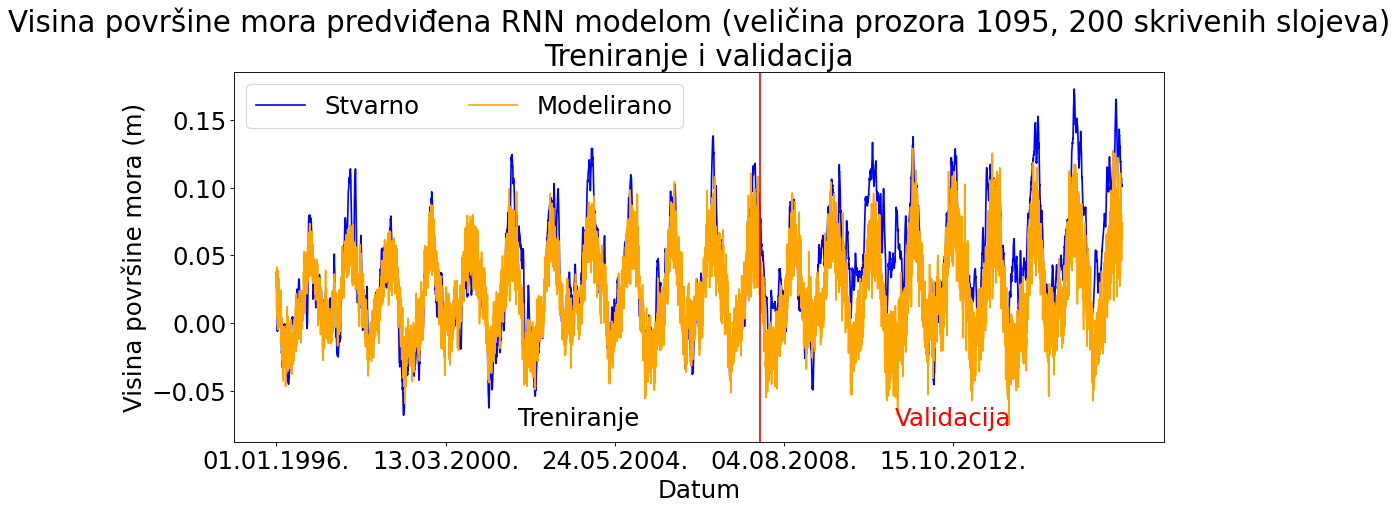 Visina površine mora predviđena RNN modelom (veličina prozora 1095, 200 skrivenih slojeva)
Treniranje i validacija
Stvarno Modelirano
Visina površine mora (m)
0.15
0.10
0.05
0.00
−0.05
Treniranje Validacija
01.01.1996. 13.03.2000. 24.05.2004. 04.08.2008. 15.10.2012.
Datum